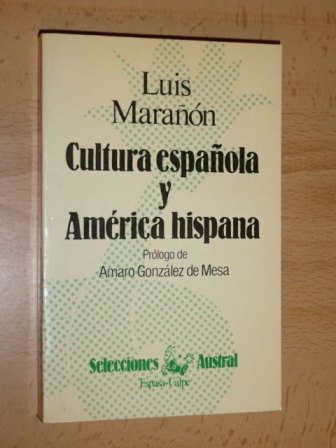 Luis
Marañón
Cultura española
y
América hispana
Prólogo de
Amaro González de Mesa
Selecciones Austral
Espasa-Calpe